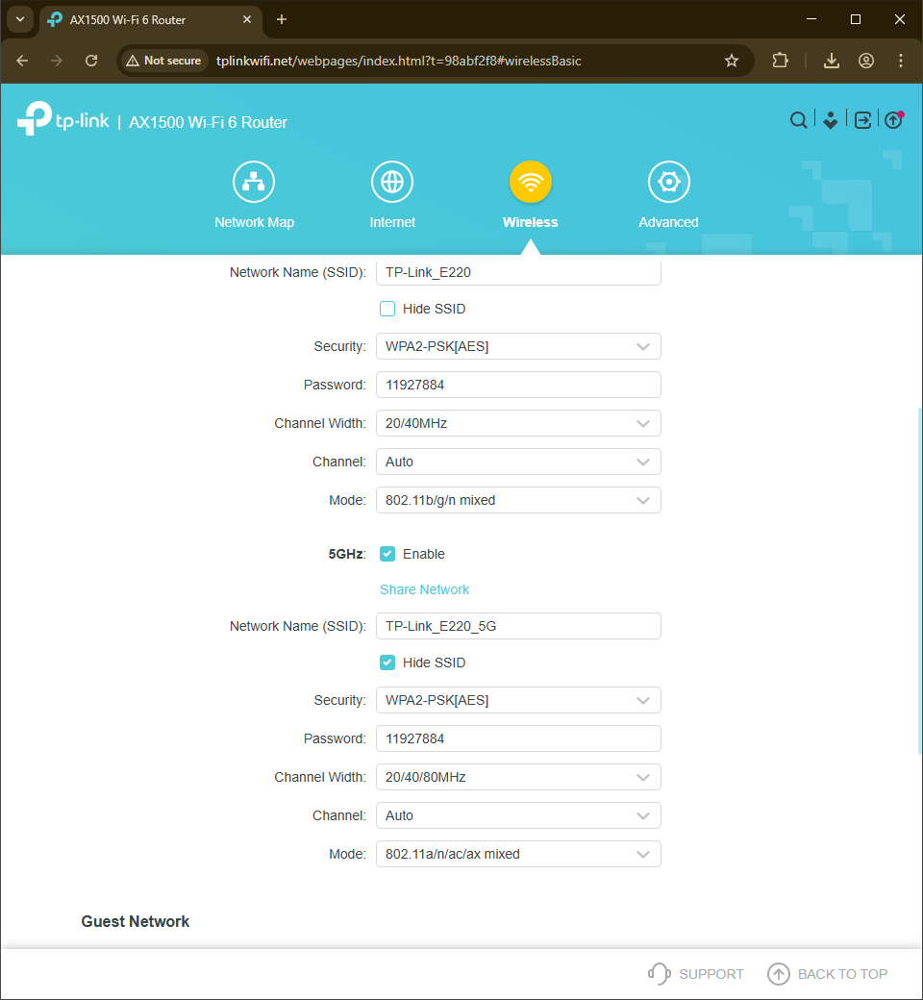 AX1500 Wi-Fi 6 Router
Not secure tplinkwifi.net/webpages/index.html?t=98abf2f8#wirelessBasic
tp-link | AX1500 Wi-Fi 6 Router
Network Map Internet Wireless Advanced
Network Name (SSID): TP-Link_E220
Hide SSID
Security: WPA2-PSK[AES]
Password: 11927884
Channel Width: 20/40MHz
Channel: Auto
Mode: 802.11b/g/n mixed
5GHz: Enable
Share Network
Network Name (SSID): TP-Link_E220_5G
Hide SSID
Security: WPA2-PSK[AES]
Password: 11927884
Channel Width: 20/40/80MHz
Channel: Auto
Mode: 802.11a/n/ac/ax mixed
Guest Network
SUPPORT BACK TO TOP